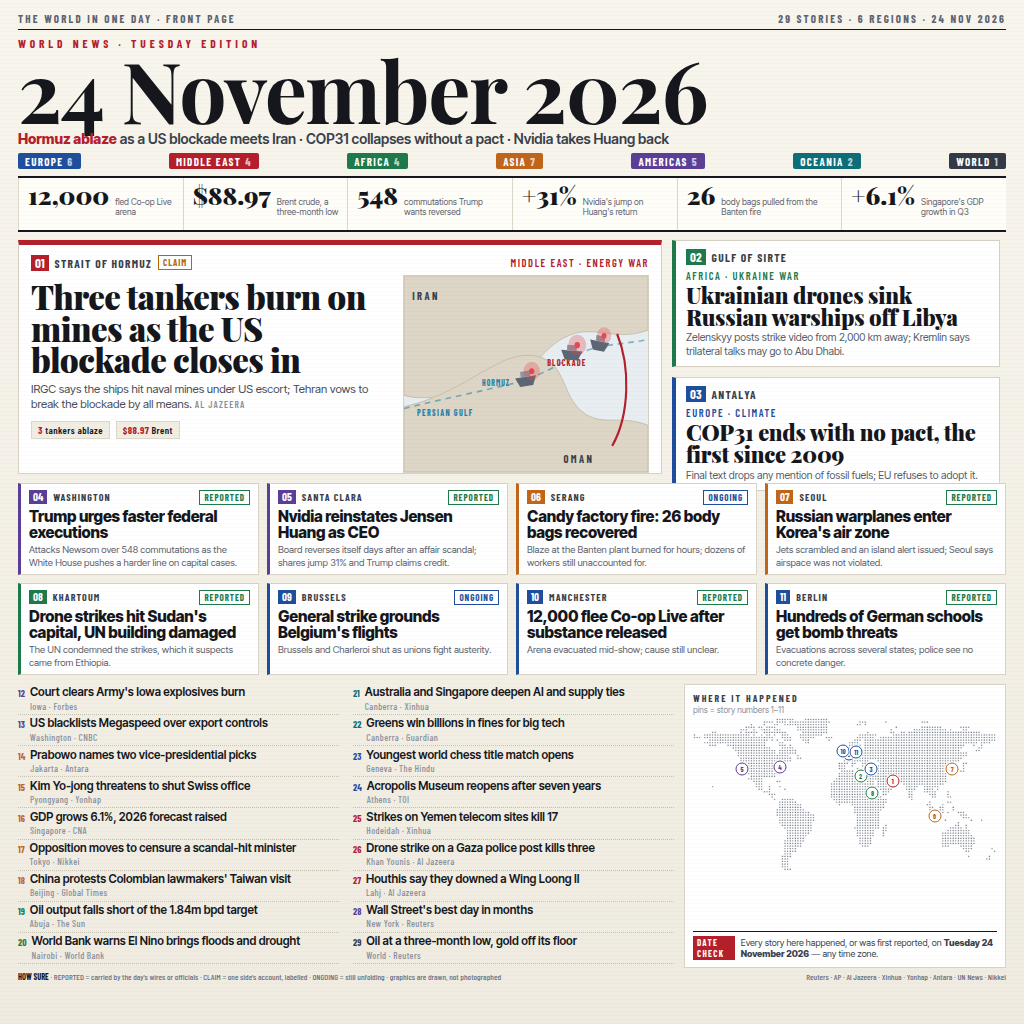 THE WORLD IN ONE DAY · FRONT PAGE
29 STORIES · 6 REGIONS · 24 NOV 2026
WORLD NEWS · TUESDAY EDITION
24 November 2026
Hormuz ablaze as a US blockade meets Iran · COP31 collapses without a pact · Nvidia takes Huang back
EUROPE 6
MIDDLE EAST 4
AFRICA 4
ASIA 7
AMERICAS 5
OCEANIA 2
WORLD 1
12,000 fled Co-op Live
arena
$88.97 Brent crude, a
three-month low
548 commutations Trump
wants reversed
+31% Nvidia's jump on
Huang's return
26 body bags pulled from the
Banten fire
+6.1% Singapore's GDP
growth in Q3
01 STRAIT OF HORMUZ CLAIM
MIDDLE EAST · ENERGY WAR
Three tankers burn on
mines as the US
blockade closes in
IRGC says the ships hit naval mines under US escort; Tehran vows to
break the blockade by all means. AL JAZEERA
3 tankers ablaze
$88.97 Brent
IRAN
BLOCKADE
HORMUZ
PERSIAN GULF
OMAN
02 GULF OF SIRTE
AFRICA · UKRAINE WAR
Ukrainian drones sink
Russian warships off Libya
Zelenskyy posts strike video from 2,000 km away; Kremlin says
trilateral talks may go to Abu Dhabi.
03 ANTALYA
EUROPE · CLIMATE
COP31 ends with no pact, the
first since 2009
Final text drops any mention of fossil fuels; EU refuses to adopt it.
04 WASHINGTON REPORTED
Trump urges faster federal
executions
Attacks Newsom over 548 commutations as the
White House pushes a harder line on capital cases.
05 SANTA CLARA REPORTED
Nvidia reinstates Jensen
Huang as CEO
Board reverses itself days after an affair scandal;
shares jump 31% and Trump claims credit.
06 SERANG ONGOING
Candy factory fire: 26 body
bags recovered
Blaze at the Banten plant burned for hours; dozens of
workers still unaccounted for.
07 SEOUL REPORTED
Russian warplanes enter
Korea's air zone
Jets scrambled and an island alert issued; Seoul says
airspace was not violated.
08 KHARTOUM REPORTED
Drone strikes hit Sudan's
capital, UN building damaged
The UN condemned the strikes, which it suspects
came from Ethiopia.
09 BRUSSELS ONGOING
General strike grounds
Belgium's flights
Brussels and Charleroi shut as unions fight austerity.
10 MANCHESTER REPORTED
12,000 flee Co-op Live after
substance released
Arena evacuated mid-show; cause still unclear.
11 BERLIN REPORTED
Hundreds of German schools
get bomb threats
Evacuations across several states; police see no
concrete danger.
12 Court clears Army's Iowa explosives burn
Iowa · Forbes
13 US blacklists Megaspeed over export controls
Washington · CNBC
14 Prabowo names two vice-presidential picks
Jakarta · Antara
15 Kim Yo-jong threatens to shut Swiss office
Pyongyang · Yonhap
16 GDP grows 6.1%, 2026 forecast raised
Singapore · CNA
17 Opposition moves to censure a scandal-hit minister
Tokyo · Nikkei
18 China protests Colombian lawmakers' Taiwan visit
Beijing · Global Times
19 Oil output falls short of the 1.84m bpd target
Abuja · The Sun
20 World Bank warns El Nino brings floods and drought
Nairobi · World Bank
21 Australia and Singapore deepen AI and supply ties
Canberra · Xinhua
22 Greens win billions in fines for big tech
Canberra · Guardian
23 Youngest world chess title match opens
Geneva · The Hindu
24 Acropolis Museum reopens after seven years
Athens · TOI
25 Strikes on Yemen telecom sites kill 17
Hodeidah · Xinhua
26 Drone strike on a Gaza police post kills three
Khan Younis · Al Jazeera
27 Houthis say they downed a Wing Loong II
Lahj · Al Jazeera
28 Wall Street's best day in months
New York · Reuters
29 Oil at a three-month low, gold off its floor
World · Reuters
WHERE IT HAPPENED
pins = story numbers 1–11
10 11
5 4 3 7
2 1
8
6
DATE
CHECK
Every story here happened, or was first reported, on Tuesday 24
November 2026 — any time zone.
HOW SURE · REPORTED = carried by the day's wires or officials · CLAIM = one side's account, labelled · ONGOING = still unfolding · graphics are drawn, not photographed
Reuters · AP · Al Jazeera · Xinhua · Yonhap · Antara · UN News · Nikkei